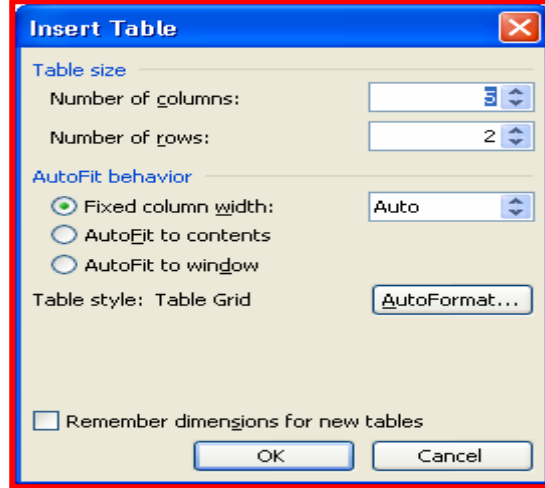 Insert Table
Table size
Number of columns: 3
Number of rows: 2
AutoFit behavior
Fixed column width: Auto
AutoFit to contents
AutoFit to window
Table style: Table Grid AutoFormat...
Remember dimensions for new tables
OK Cancel